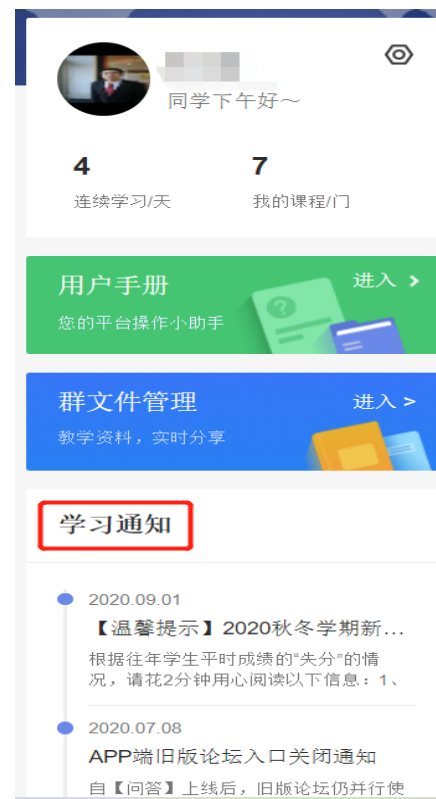 同学下午好～
4
7
连续学习/天
我的课程/门
用户手册
进入 >
您的平台操作小助手
群文件管理
进入 >
教学资料，实时分享
学习通知
2020.09.01
【温馨提示】2020秋冬学期新...
根据往年学生平时成绩的“失分”的情
况，请花2分钟用心阅读以下信息：1、
2020.07.08
APP端旧版论坛入口关闭通知
自【问答】上线后，旧版论坛仍并行使